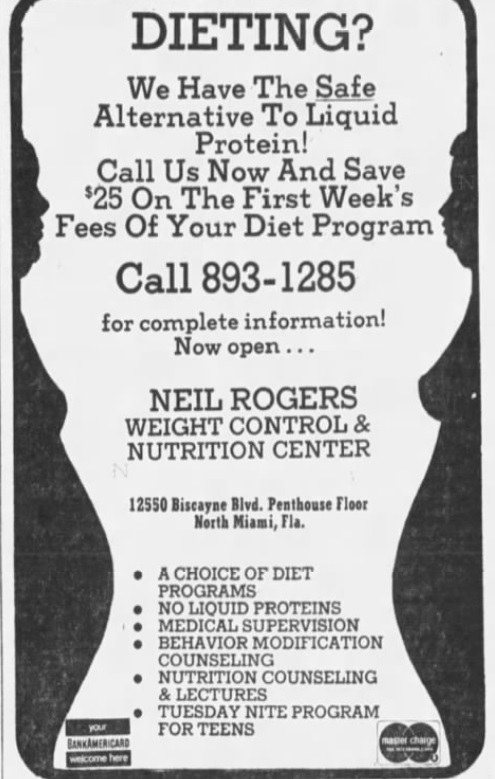 DIETING?
We Have The Safe
Alternative To Liquid
Protein!
Call Us Now And Save
$25 On The First Week's
Fees Of Your Diet Program
Call 893-1285
for complete information!
Now open . . .
NEIL ROGERS
WEIGHT CONTROL &
NUTRITION CENTER
12550 Biscayne Blvd. Penthouse Floor
North Miami, Fla.
• A CHOICE OF DIET
PROGRAMS
• NO LIQUID PROTEINS
• MEDICAL SUPERVISION
• BEHAVIOR MODIFICATION
COUNSELING
• NUTRITION COUNSELING
& LECTURES
• TUESDAY NITE PROGRAM
FOR TEENS
your
BANKAMERICARD
welcome here
master charge